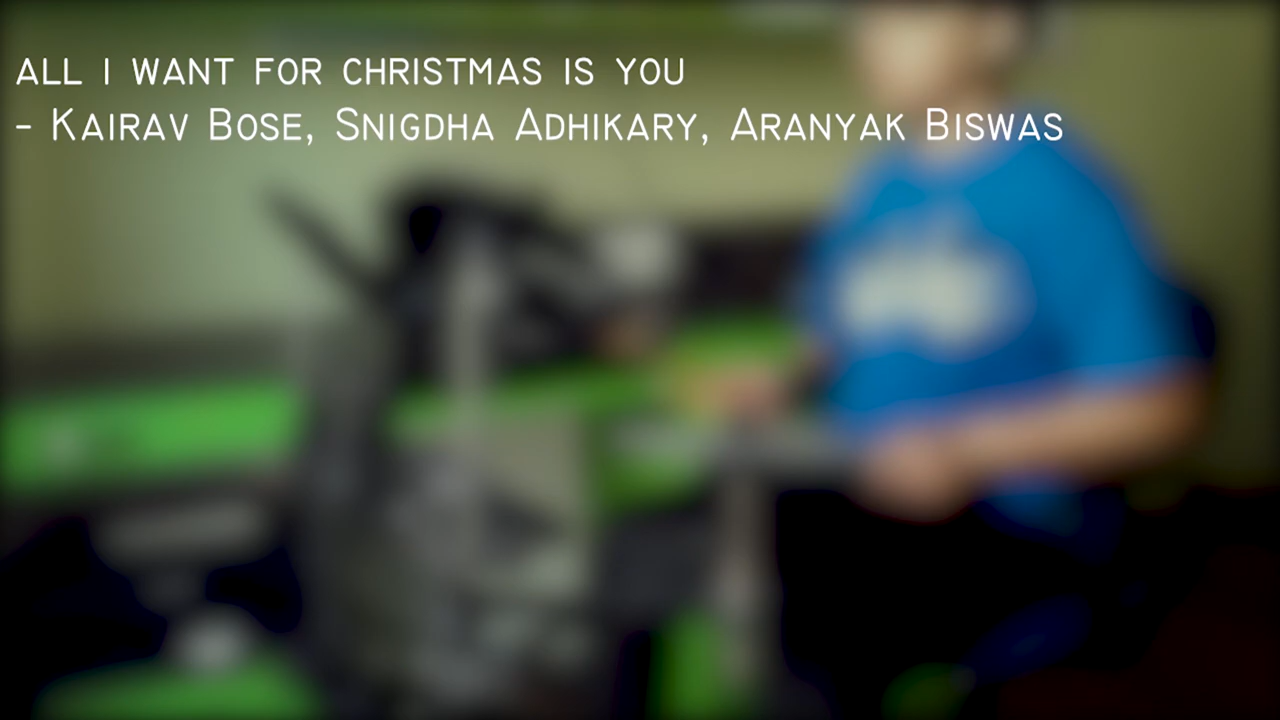 ALL I WANT FOR CHRISTMAS IS YOU
- KAIRAV BOSE, SNIGDHA ADHIKARY, ARANYAK BISWAS